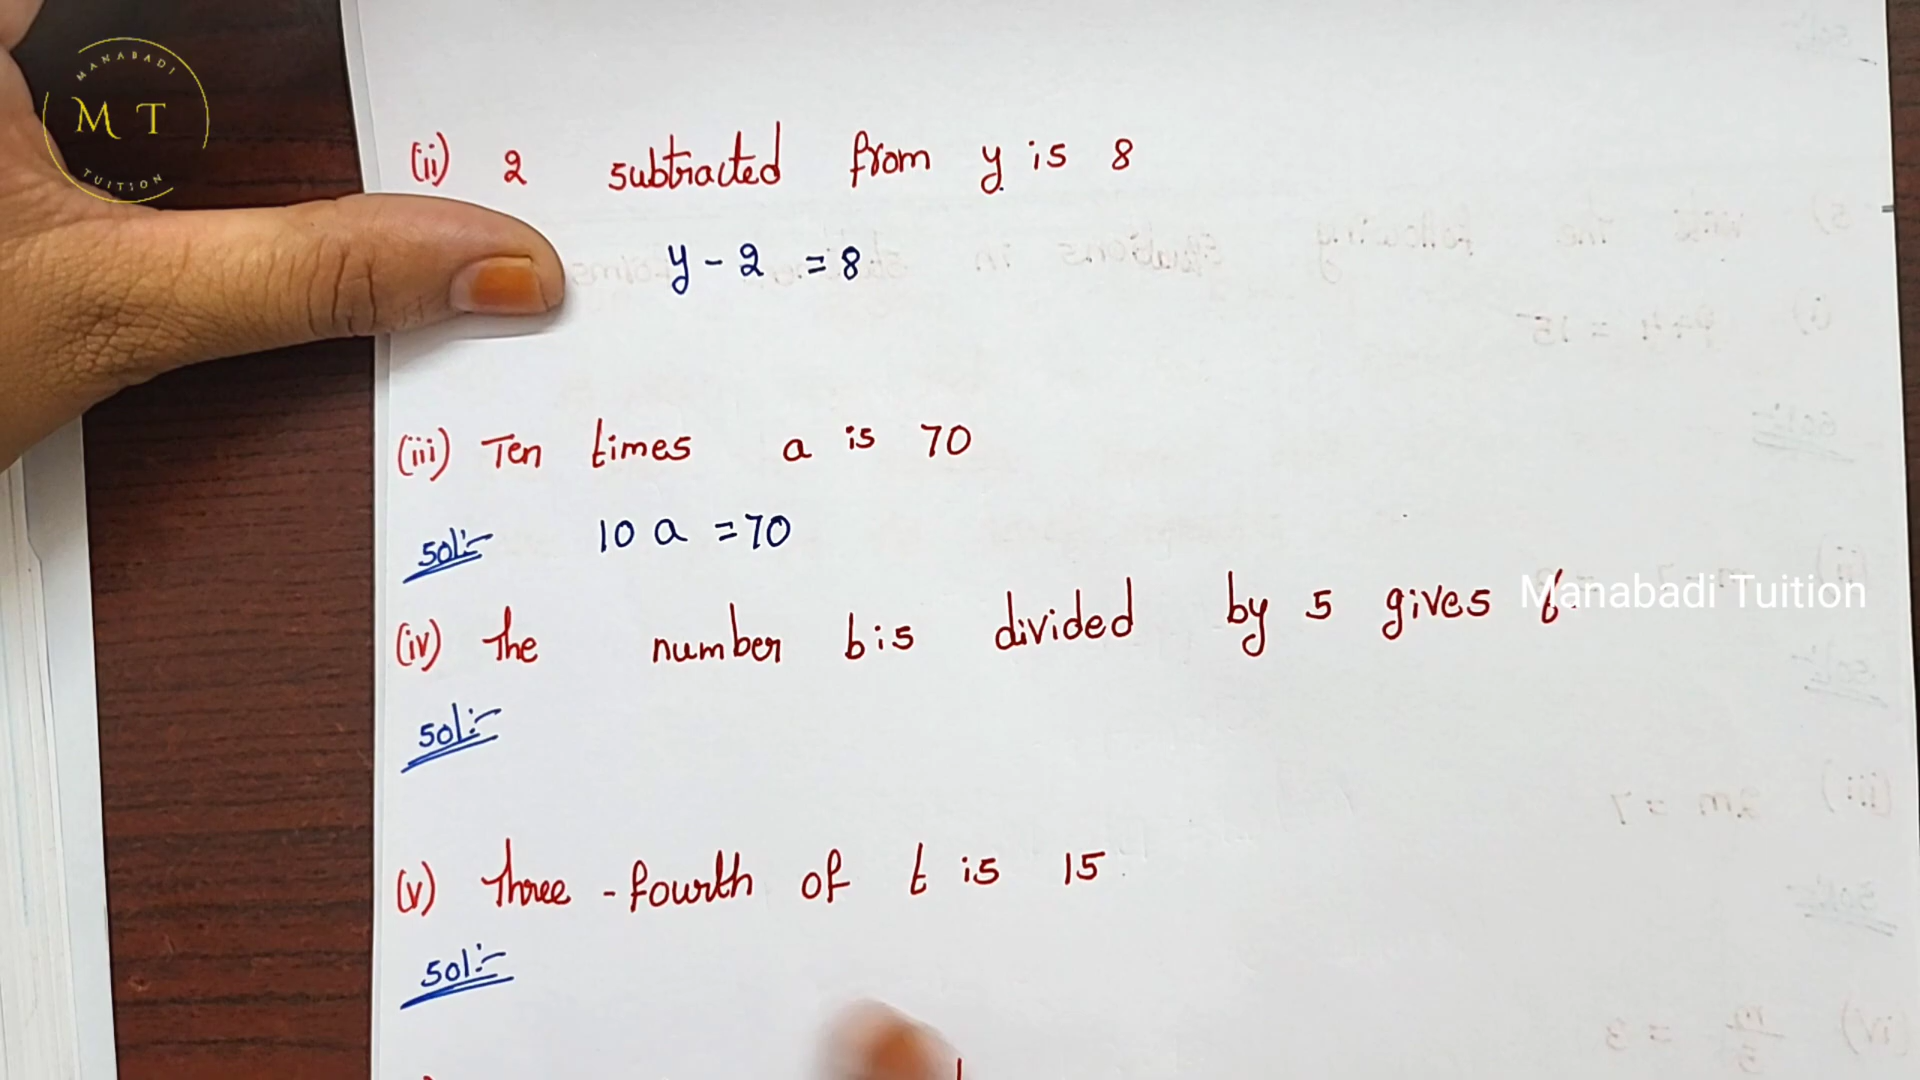 MANABADI
M T
TUITION
(ii) 2 subtracted from y is 8
y - 2 = 8
(iii) Ten times a is 70
Sol:- 10 a = 70
(iv) The number b is divided by 5 gives 6.
Manabadi Tuition
Sol:-
(v) Three - fourth of t is 15
Sol:-